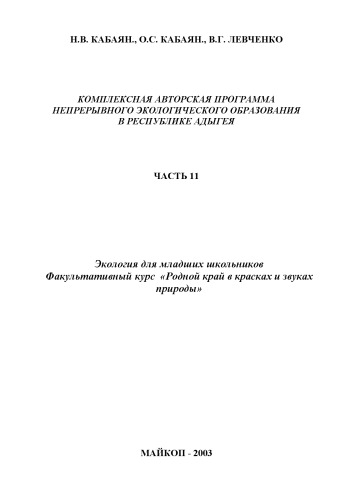 Н.В. КАБАЯН., О.С. КАБАЯН., В.Г. ЛЕВЧЕНКО
КОМПЛЕКСНАЯ АВТОРСКАЯ ПРОГРАММА
НЕПРЕРЫВНОГО ЭКОЛОГИЧЕСКОГО ОБРАЗОВАНИЯ
В РЕСПУБЛИКЕ АДЫГЕЯ
ЧАСТЬ 11
Экология для младших школьников
Факультативный курс «Родной край в красках и звуках
природы»
МАЙКОП - 2003